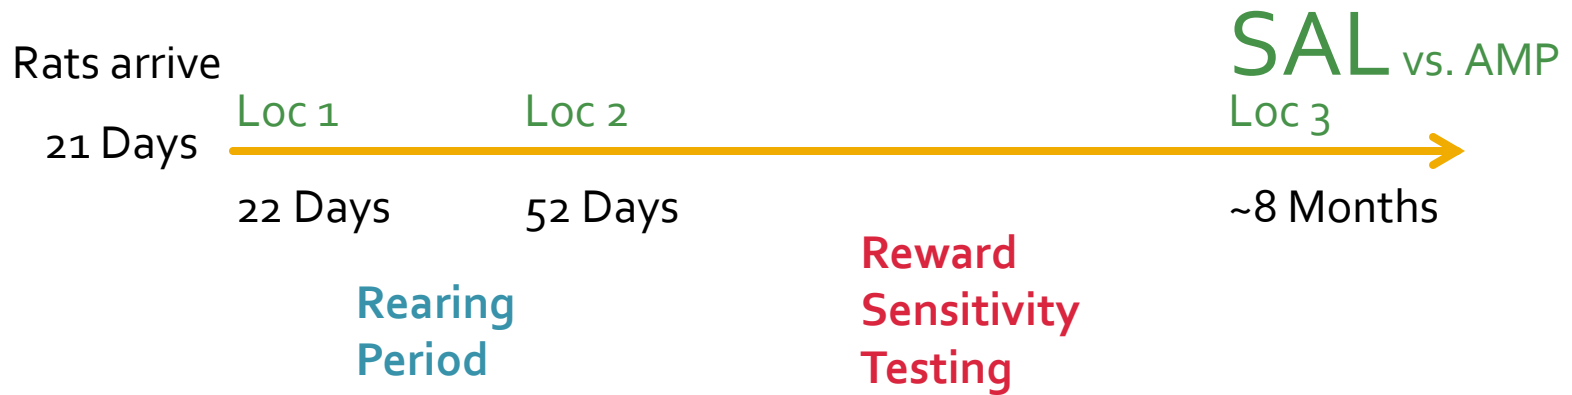 Rats arrive
SAL vs. AMP
Loc 1
Loc 2
Loc 3
21 Days
22 Days
52 Days
~8 Months
Rearing
Period
Reward
Sensitivity
Testing